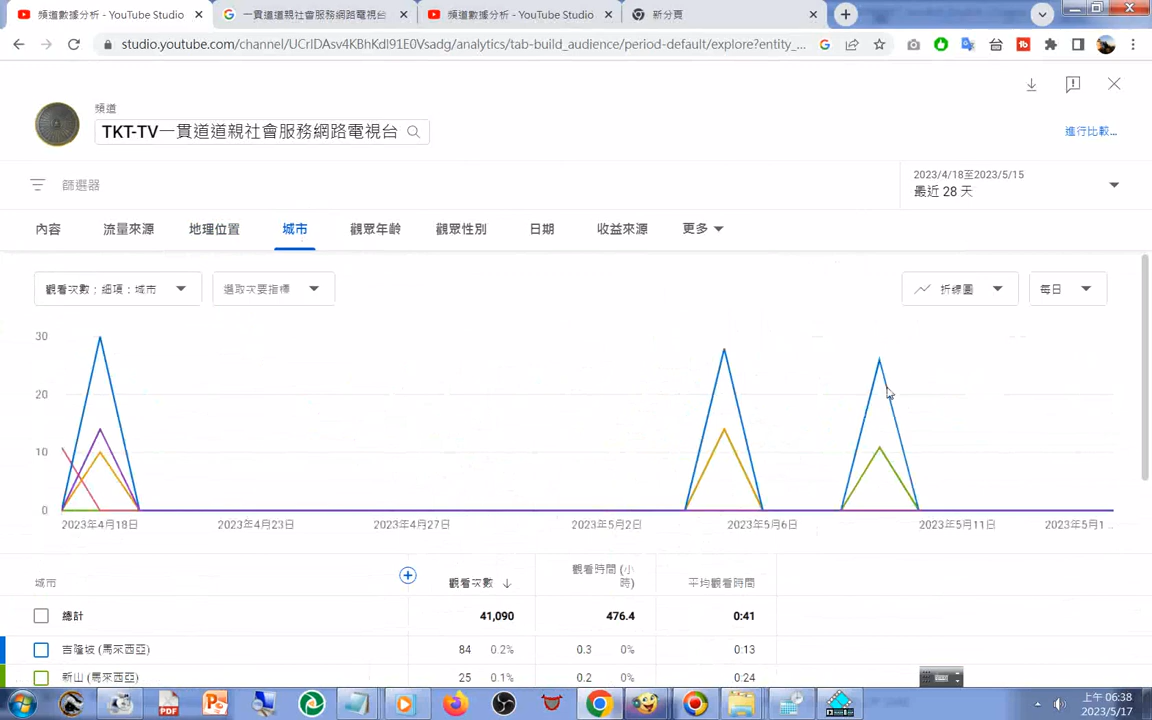 頻道數據分析 - YouTube Studio
一貫道道親社會服務網路電視台
頻道數據分析 - YouTube Studio
新分頁
studio.youtube.com/channel/UCrIDAsv4KBhKdl91E0Vsadg/analytics/tab-build_audience/period-default/explore?entity_...
頻道
TKT-TV一貫道道親社會服務網路電視台
進行比較...
篩選器
2023/4/18至2023/5/15
最近 28 天
內容
流量來源
地理位置
城市
觀眾年齡
觀眾性別
日期
收益來源
更多
觀看次數；細項：城市
選取次要指標
折線圖
每日
30
20
10
0
2023年4月18日
2023年4月23日
2023年4月27日
2023年5月2日
2023年5月6日
2023年5月11日
2023年5月1...
城市
觀看次數
觀看時間 (小
時)
平均觀看時間
總計
41,090
476.4
0:41
吉隆坡 (馬來西亞)
84 0.2%
0.3 0%
0:13
新山 (馬來西亞)
25 0.1%
0.2 0%
0:24
上午 06:38
2023/5/17